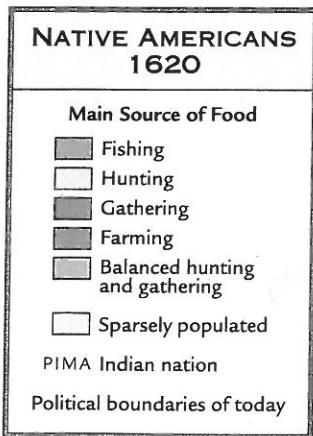 NATIVE AMERICANS
1620
Main Source of Food
Fishing
Hunting
Gathering
Farming
Balanced hunting
and gathering
Sparsely populated
PIMA Indian nation
Political boundaries of today